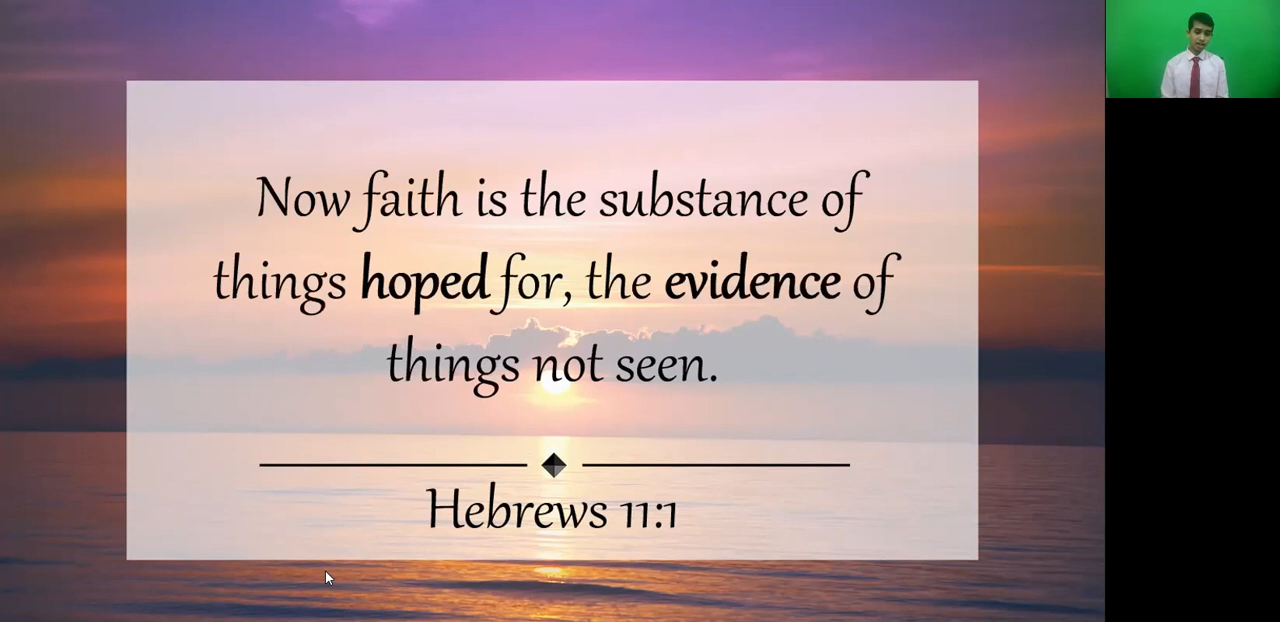 Now faith is the substance of
things hoped for, the evidence of
things not seen.
Hebrews 11:1